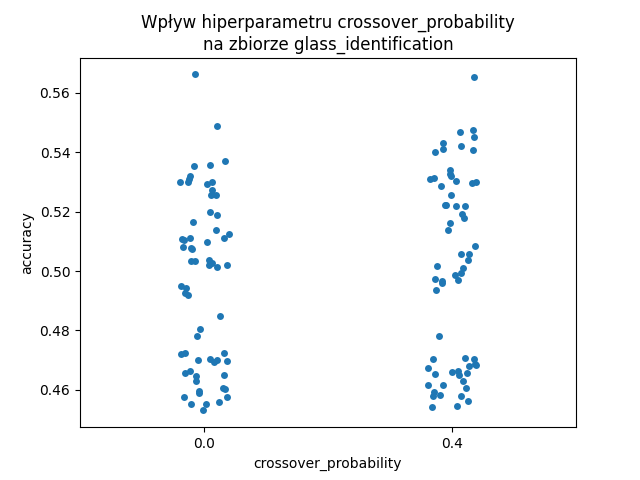 Wpływ hiperparametru crossover_probability
na zbiorze glass_identification
accuracy
0.56
0.54
0.52
0.50
0.48
0.46
0.0
0.4
crossover_probability